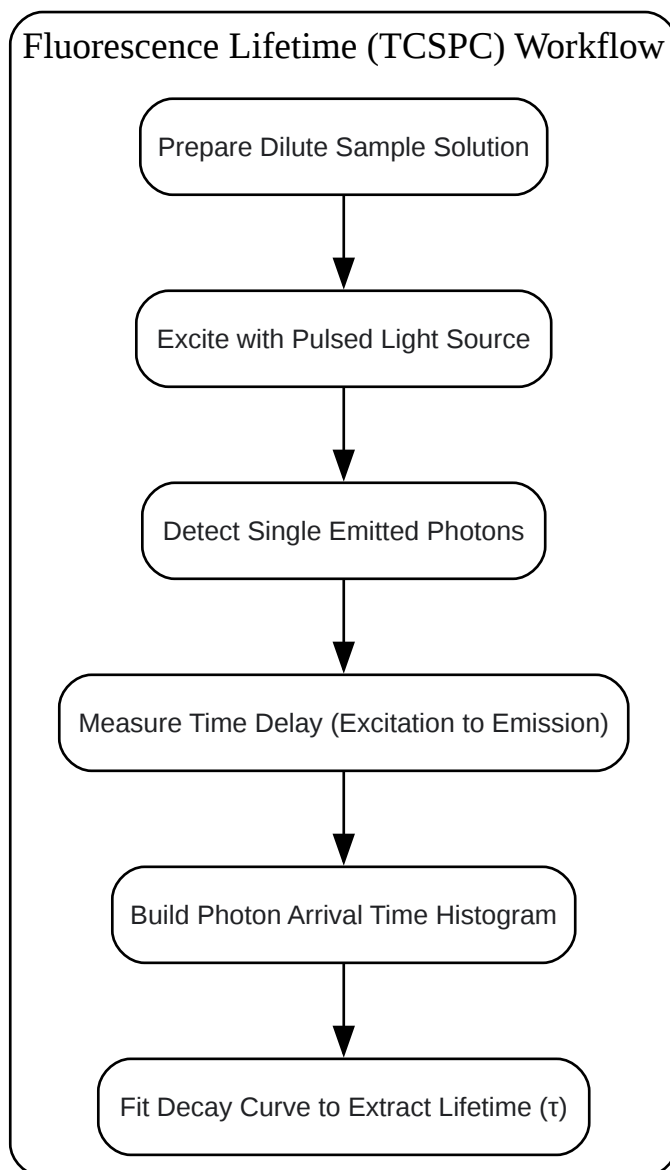 Fluorescence Lifetime (TCSPC) Workflow
Prepare Dilute Sample Solution
Excite with Pulsed Light Source
Detect Single Emitted Photons
Measure Time Delay (Excitation to Emission)
Build Photon Arrival Time Histogram
Fit Decay Curve to Extract Lifetime (τ)